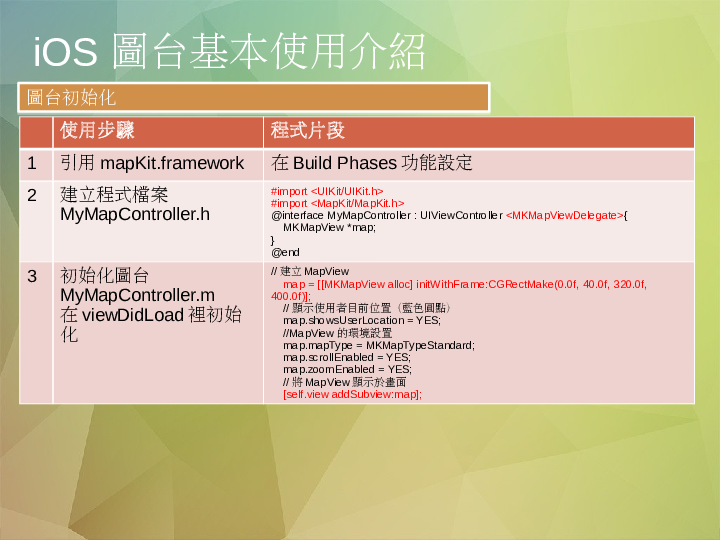 iOS 圖台基本使用介紹
圖台初始化
使用步驟 程式片段
1 引用 mapKit.framework 在 Build Phases 功能設定
2 建立程式檔案
MyMapController.h
#import <UIKit/UIKit.h>
#import <MapKit/MapKit.h>
@interface MyMapController : UIViewController <MKMapViewDelegate>{
MKMapView *map;
}
@end
3 初始化圖台
MyMapController.m
在 viewDidLoad 裡初始
化
// 建立 MapView
map = [[MKMapView alloc] initWithFrame:CGRectMake(0.0f, 40.0f, 320.0f,
400.0f)];
// 顯示使用者目前位置（藍色圓點）
map.showsUserLocation = YES;
//MapView 的環境設置
map.mapType = MKMapTypeStandard;
map.scrollEnabled = YES;
map.zoomEnabled = YES;
// 將 MapView 顯示於畫面
[self.view addSubview:map];